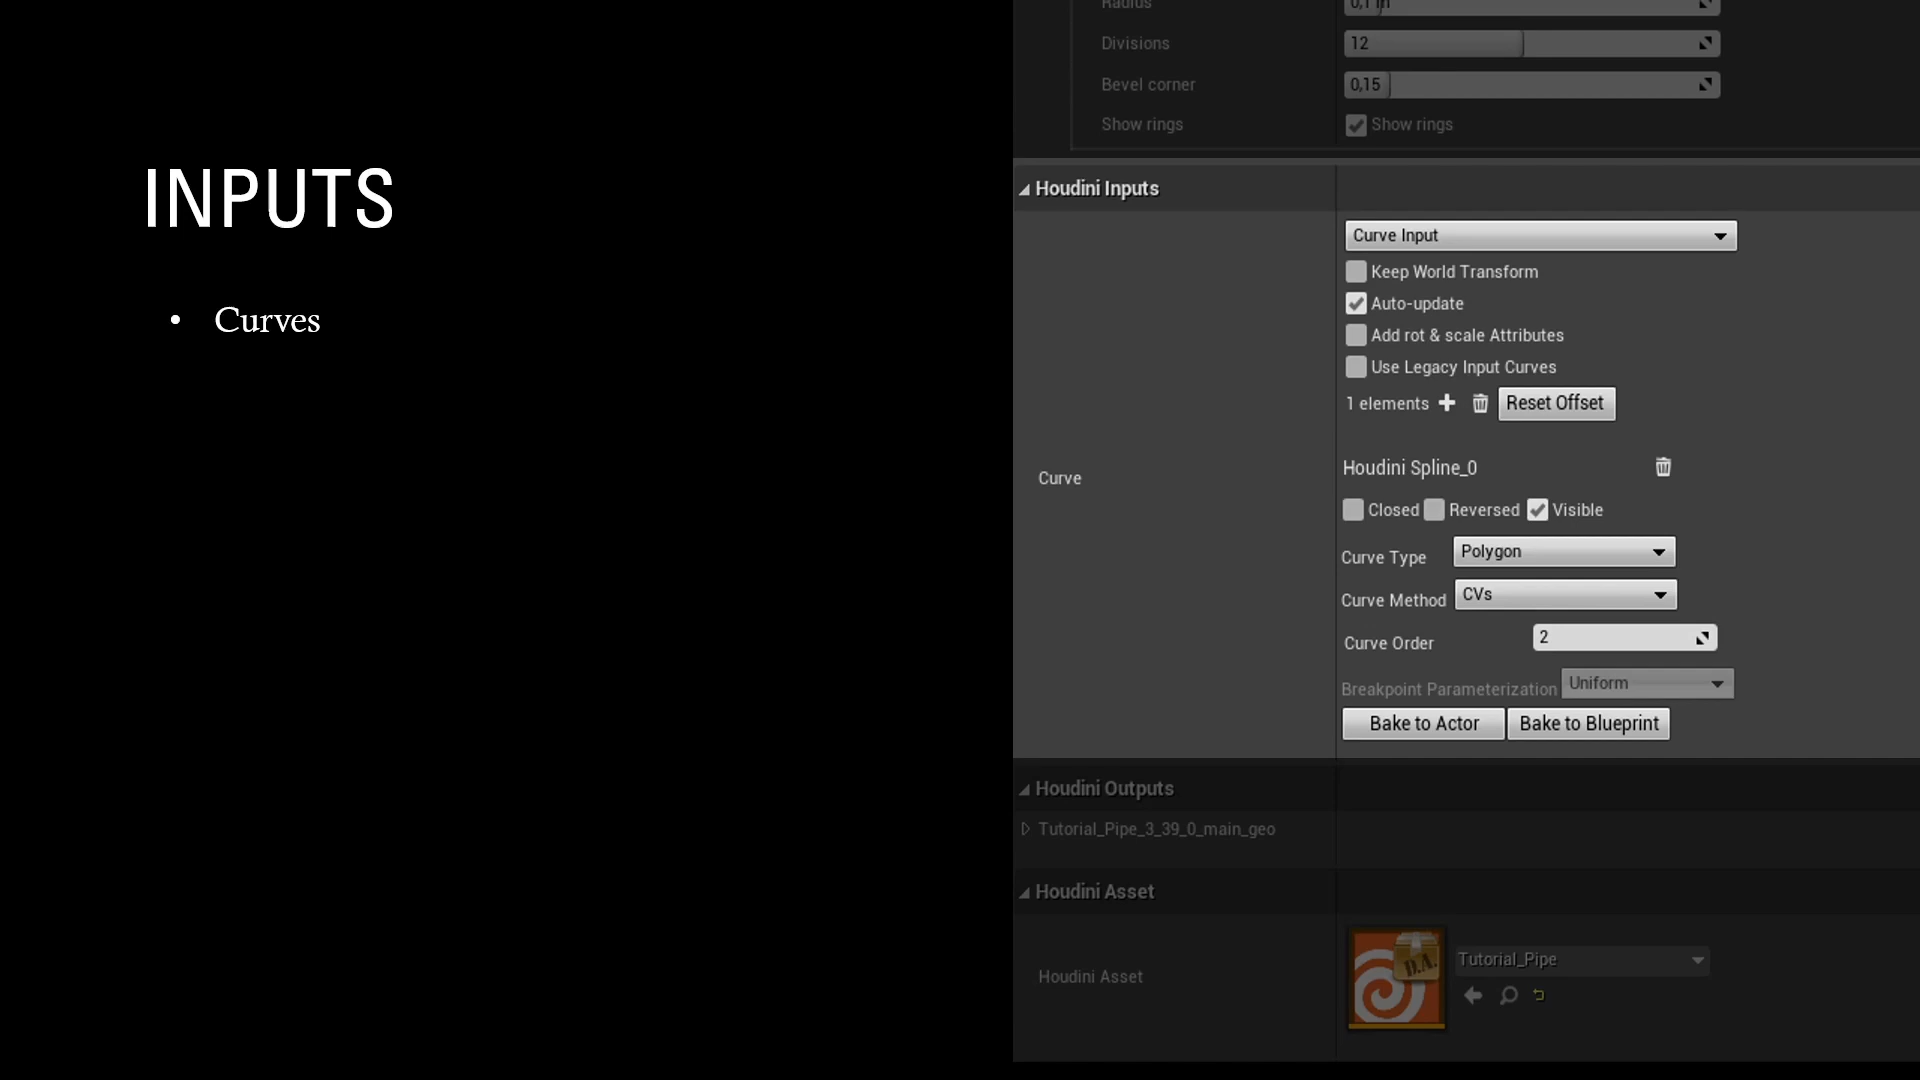 INPUTS
• Curves
Radius
Divisions 12
Bevel corner 0,15
Show rings Show rings
Houdini Inputs
Curve Input
Keep World Transform
Auto-update
Add rot & scale Attributes
Use Legacy Input Curves
1 elements Reset Offset
Curve
Houdini Spline_0
Closed Reversed Visible
Curve Type Polygon
Curve Method CVs
Curve Order 2
Breakpoint Parameterization Uniform
Bake to Actor Bake to Blueprint
Houdini Outputs
Tutorial_Pipe_3_39_0_main_geo
Houdini Asset
Houdini Asset
D.A.
Tutorial_Pipe